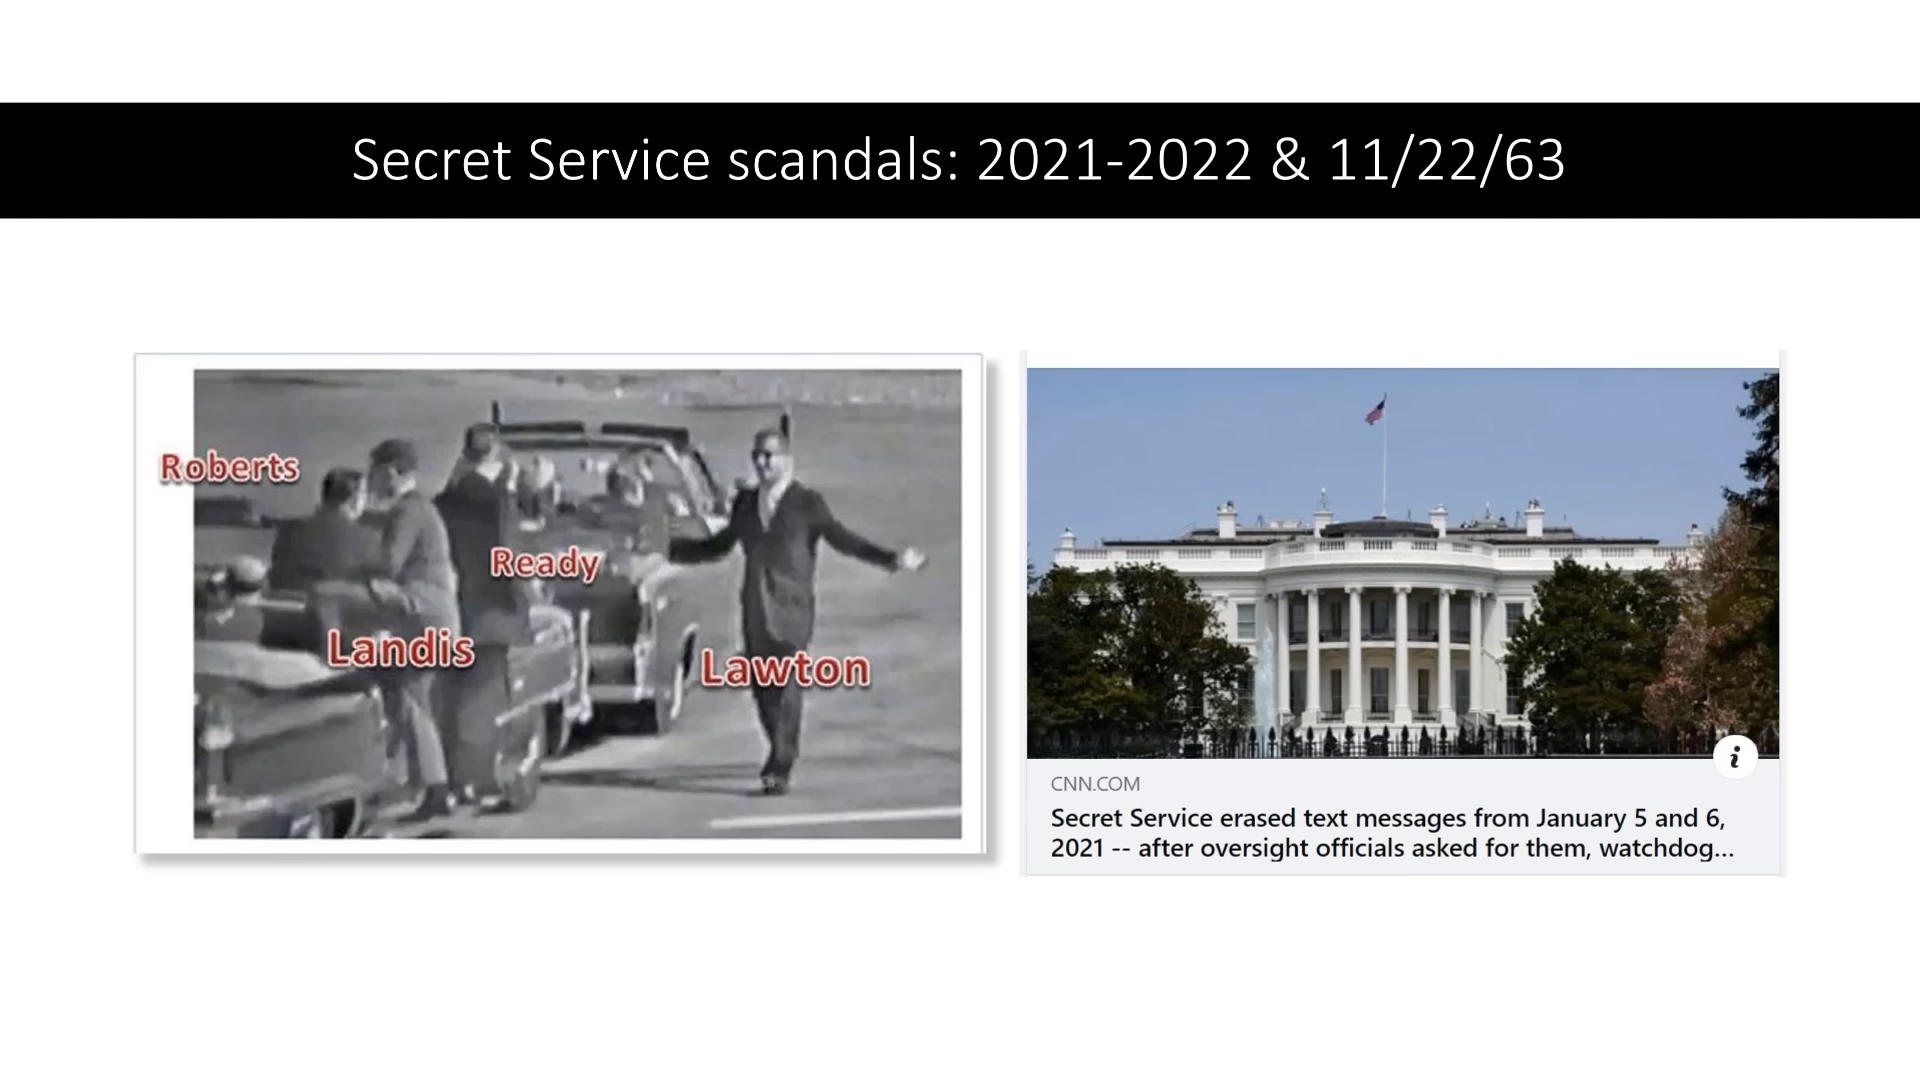 Secret Service scandals: 2021-2022 & 11/22/63
Roberts
Ready
Landis
Lawton
i
CNN.COM
Secret Service erased text messages from January 5 and 6,
2021 -- after oversight officials asked for them, watchdog...